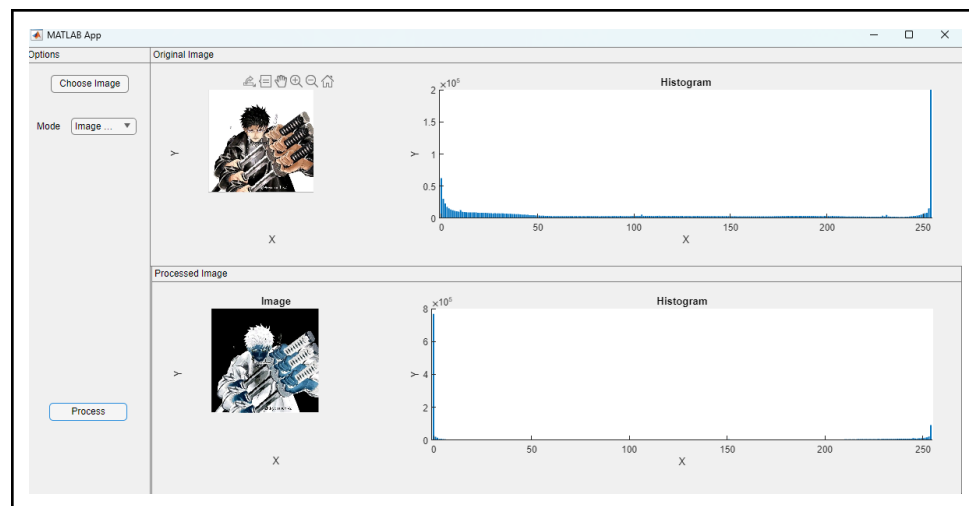 MATLAB App
Options
Original Image
Choose Image
Mode
Image ...
Histogram
×10⁵
2
1.5
1
0.5
0
Y
Y
0 50 100 150 200 250
X
X
Processed Image
Image
Histogram
×10⁵
8
6
4
2
0
Y
Y
0 50 100 150 200 250
X
X
Process